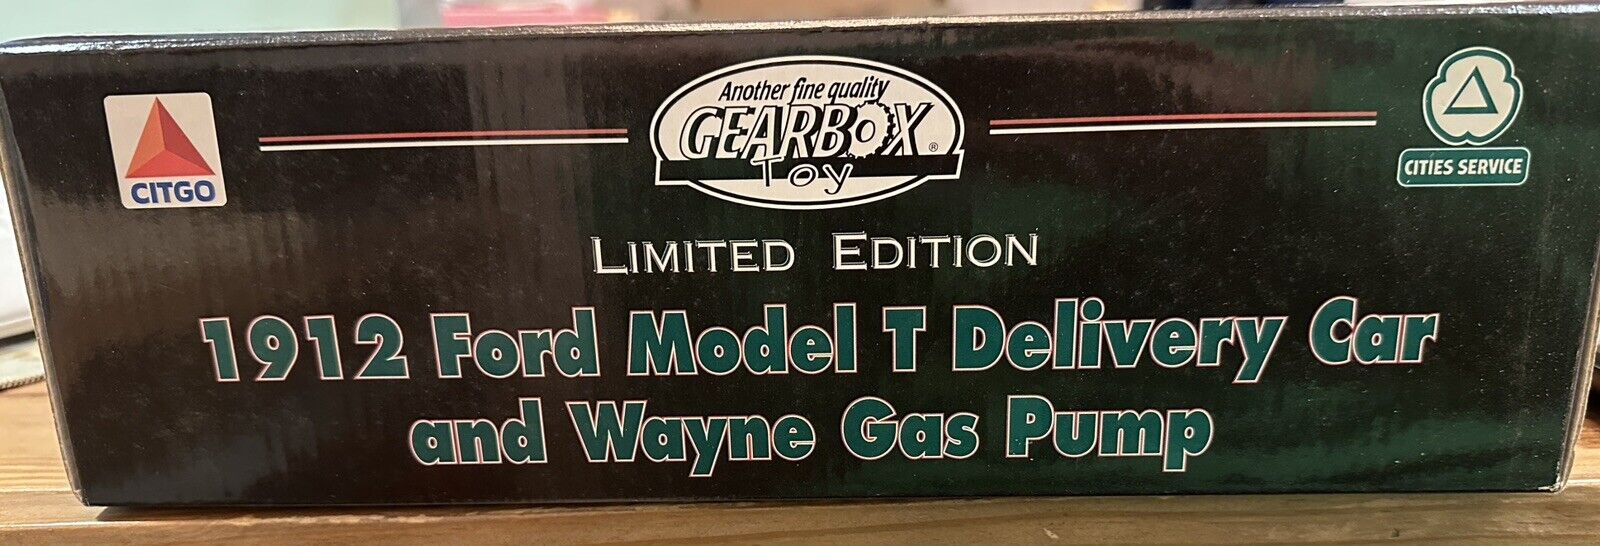 CITGO
Another fine quality
GEARBOX®
Toy
CITIES SERVICE
LIMITED EDITION
1912 Ford Model T Delivery Car
and Wayne Gas Pump